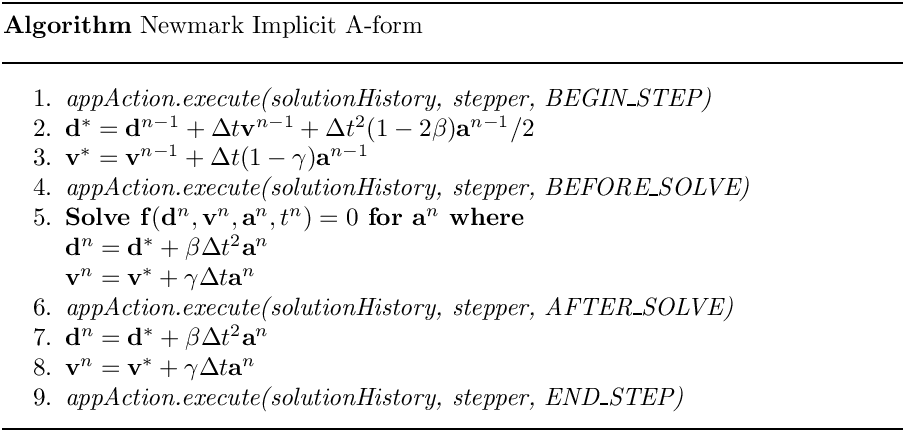 Algorithm Newmark Implicit A-form
1. appAction.execute(solutionHistory, stepper, BEGIN_STEP)
2. d* = dⁿ⁻¹ + Δtvⁿ⁻¹ + Δt²(1 − 2β)aⁿ⁻¹/2
3. v* = vⁿ⁻¹ + Δt(1 − γ)aⁿ⁻¹
4. appAction.execute(solutionHistory, stepper, BEFORE_SOLVE)
5. Solve f(dⁿ, vⁿ, aⁿ, tⁿ) = 0 for aⁿ where
dⁿ = d* + βΔt²aⁿ
vⁿ = v* + γΔtaⁿ
6. appAction.execute(solutionHistory, stepper, AFTER_SOLVE)
7. dⁿ = d* + βΔt²aⁿ
8. vⁿ = v* + γΔtaⁿ
9. appAction.execute(solutionHistory, stepper, END_STEP)